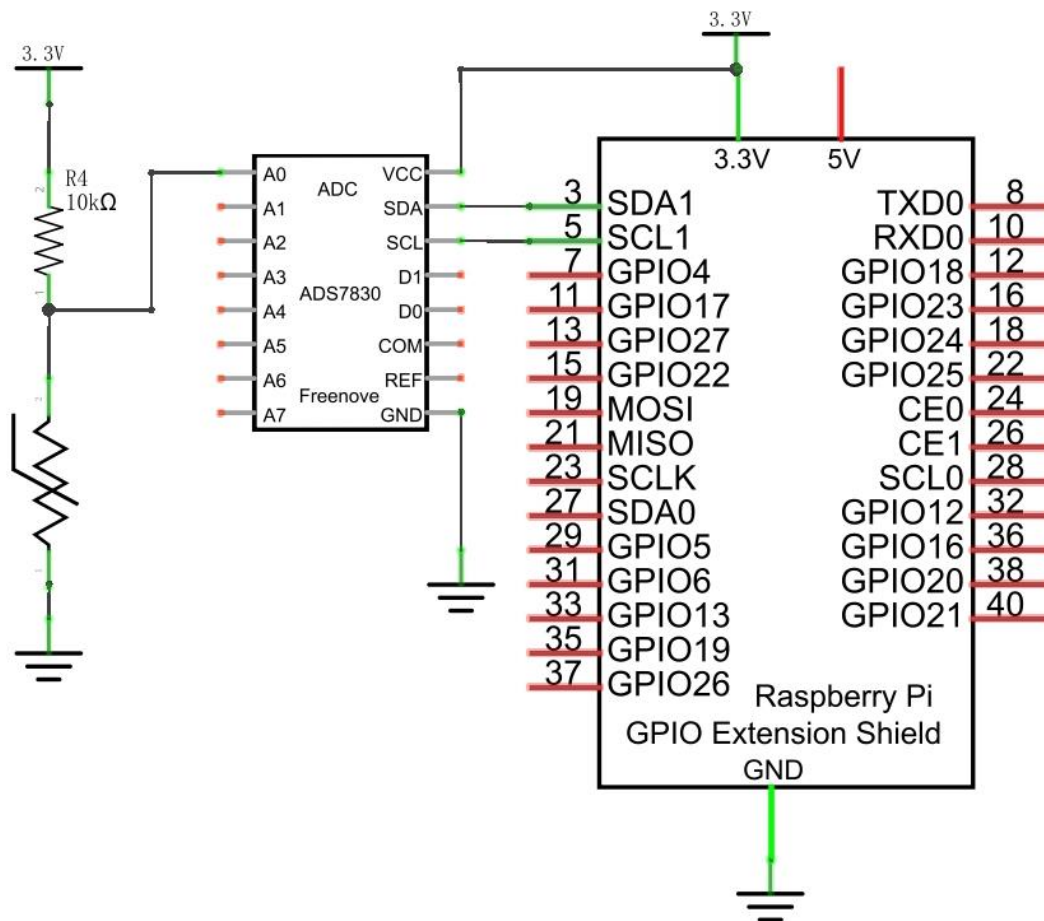 3.3V
R4
10kΩ
2
1
2
1
ADC
ADS7830
Freenove
A0
A1
A2
A3
A4
A5
A6
A7
VCC
SDA
SCL
D1
D0
COM
REF
GND
3.3V
3.3V
5V
3 SDA1
5 SCL1
7 GPIO4
11 GPIO17
13 GPIO27
15 GPIO22
19 MOSI
21 MISO
23 SCLK
27 SDA0
29 GPIO5
31 GPIO6
33 GPIO13
35 GPIO19
37 GPIO26
TXD0 8
RXD0 10
GPIO18 12
GPIO23 16
GPIO24 18
GPIO25 22
CE0 24
CE1 26
SCL0 28
GPIO12 32
GPIO16 36
GPIO20 38
GPIO21 40
Raspberry Pi
GPIO Extension Shield
GND